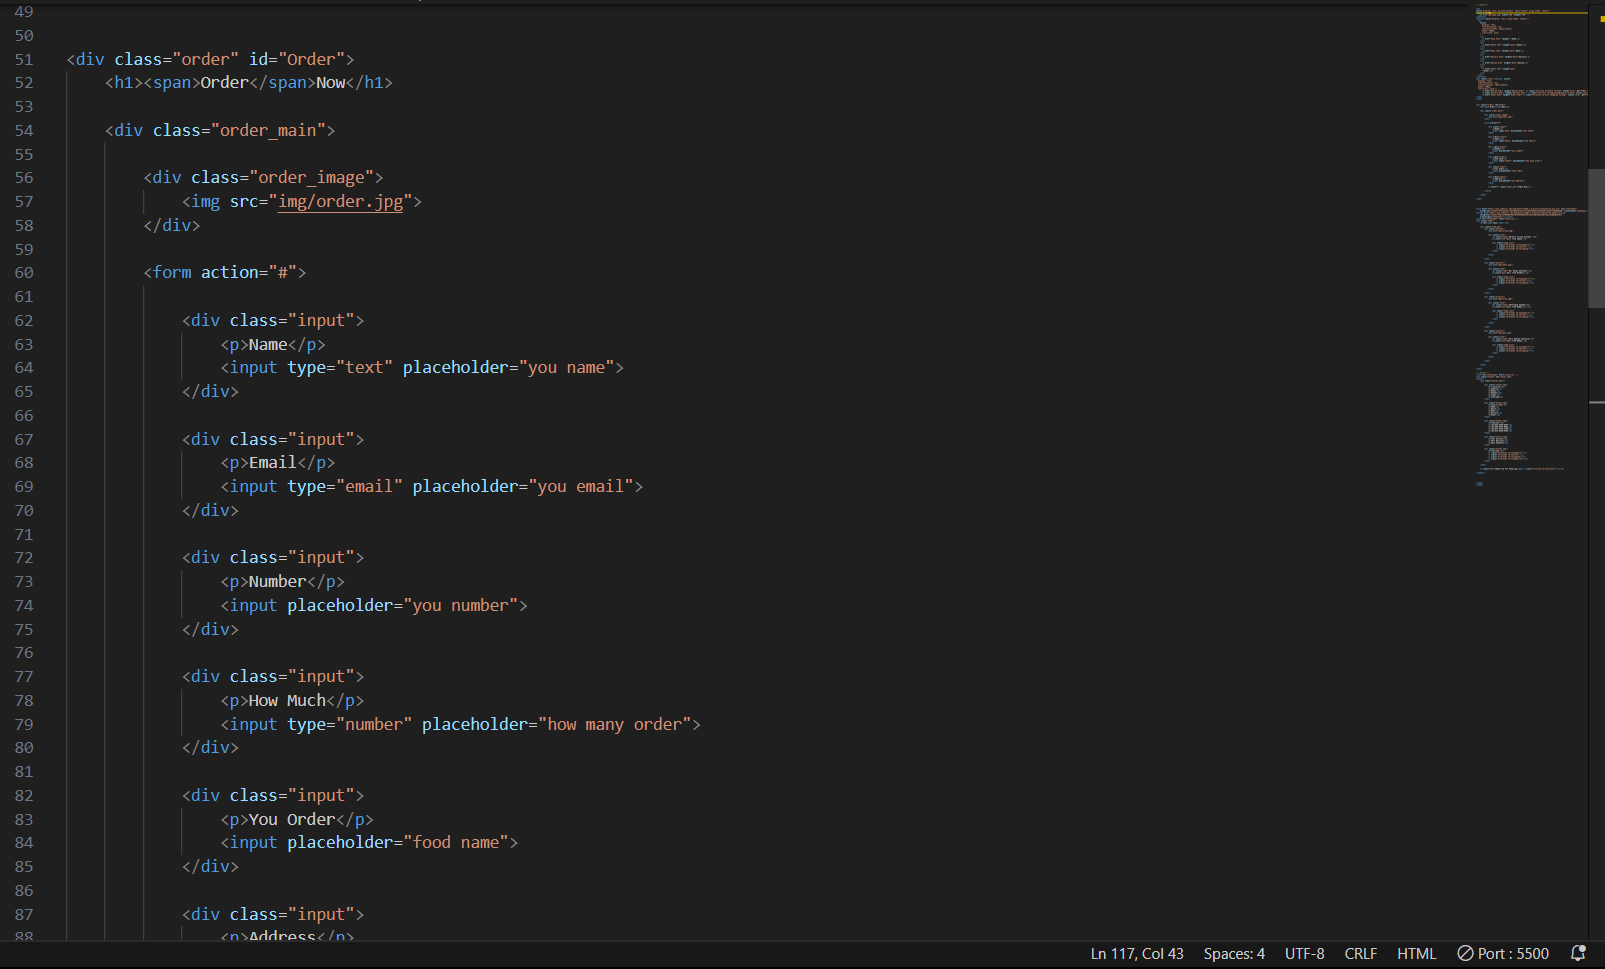 49
50
51 <div class="order" id="Order">
52 <h1><span>Order</span>Now</h1>
53
54 <div class="order_main">
55
56 <div class="order_image">
57 <img src="img/order.jpg">
58 </div>
59
60 <form action="#">
61
62 <div class="input">
63 <p>Name</p>
64 <input type="text" placeholder="you name">
65 </div>
66
67 <div class="input">
68 <p>Email</p>
69 <input type="email" placeholder="you email">
70 </div>
71
72 <div class="input">
73 <p>Number</p>
74 <input placeholder="you number">
75 </div>
76
77 <div class="input">
78 <p>How Much</p>
79 <input type="number" placeholder="how many order">
80 </div>
81
82 <div class="input">
83 <p>You Order</p>
84 <input placeholder="food name">
85 </div>
86
87 <div class="input">
88 <p>Address</p>
Ln 117, Col 43 Spaces: 4 UTF-8 CRLF HTML Port : 5500